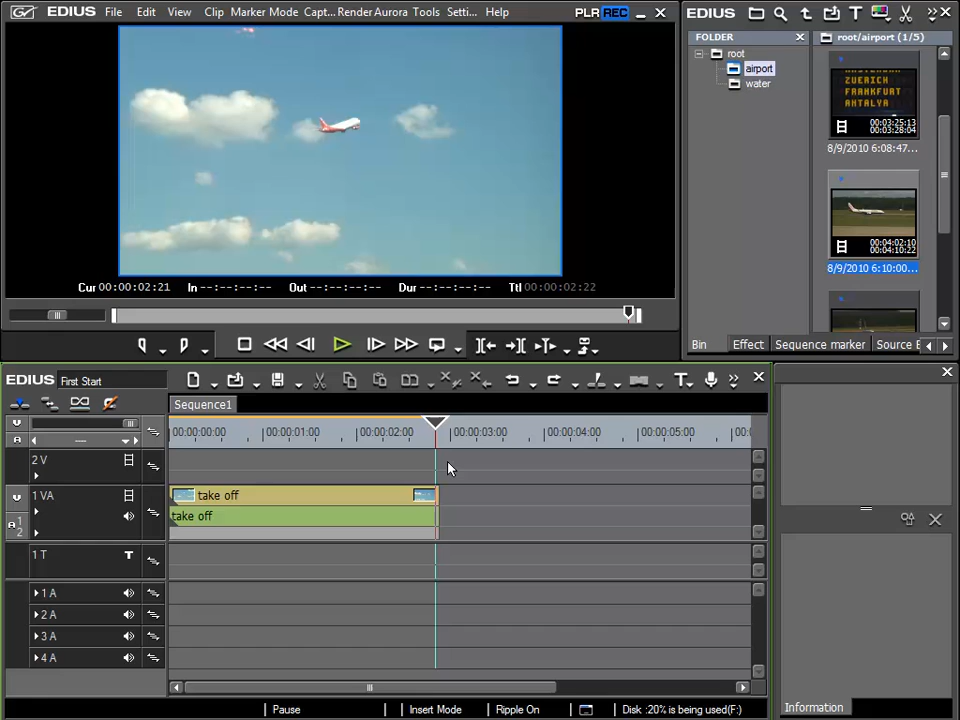 EDIUS File Edit View Clip Marker Mode Capt... Render Aurora Tools Setti... Help PLR REC
Cur 00:00:02:21 In --:--:--:-- Out --:--:--:-- Dur --:--:--:-- Ttl 00:00:02:22
EDIUS
FOLDER
root
airport
water
root/airport (1/5)
ZUERICH
FRANKFURT
ANTALYA
00:03:25:13
00:03:28:04
8/9/2010 6:08:47...
00:04:02:10
00:04:10:22
8/9/2010 6:10:00...
Bin Effect Sequence marker Source B
EDIUS First Start
Sequence1
00:00:00:00 00:00:01:00 00:00:02:00 00:00:03:00 00:00:04:00 00:00:05:00 00:0
2 V
1 VA take off
take off
1 T T
1 A
2 A
3 A
4 A
Pause Insert Mode Ripple On Disk :20% is being used(F:)
Information